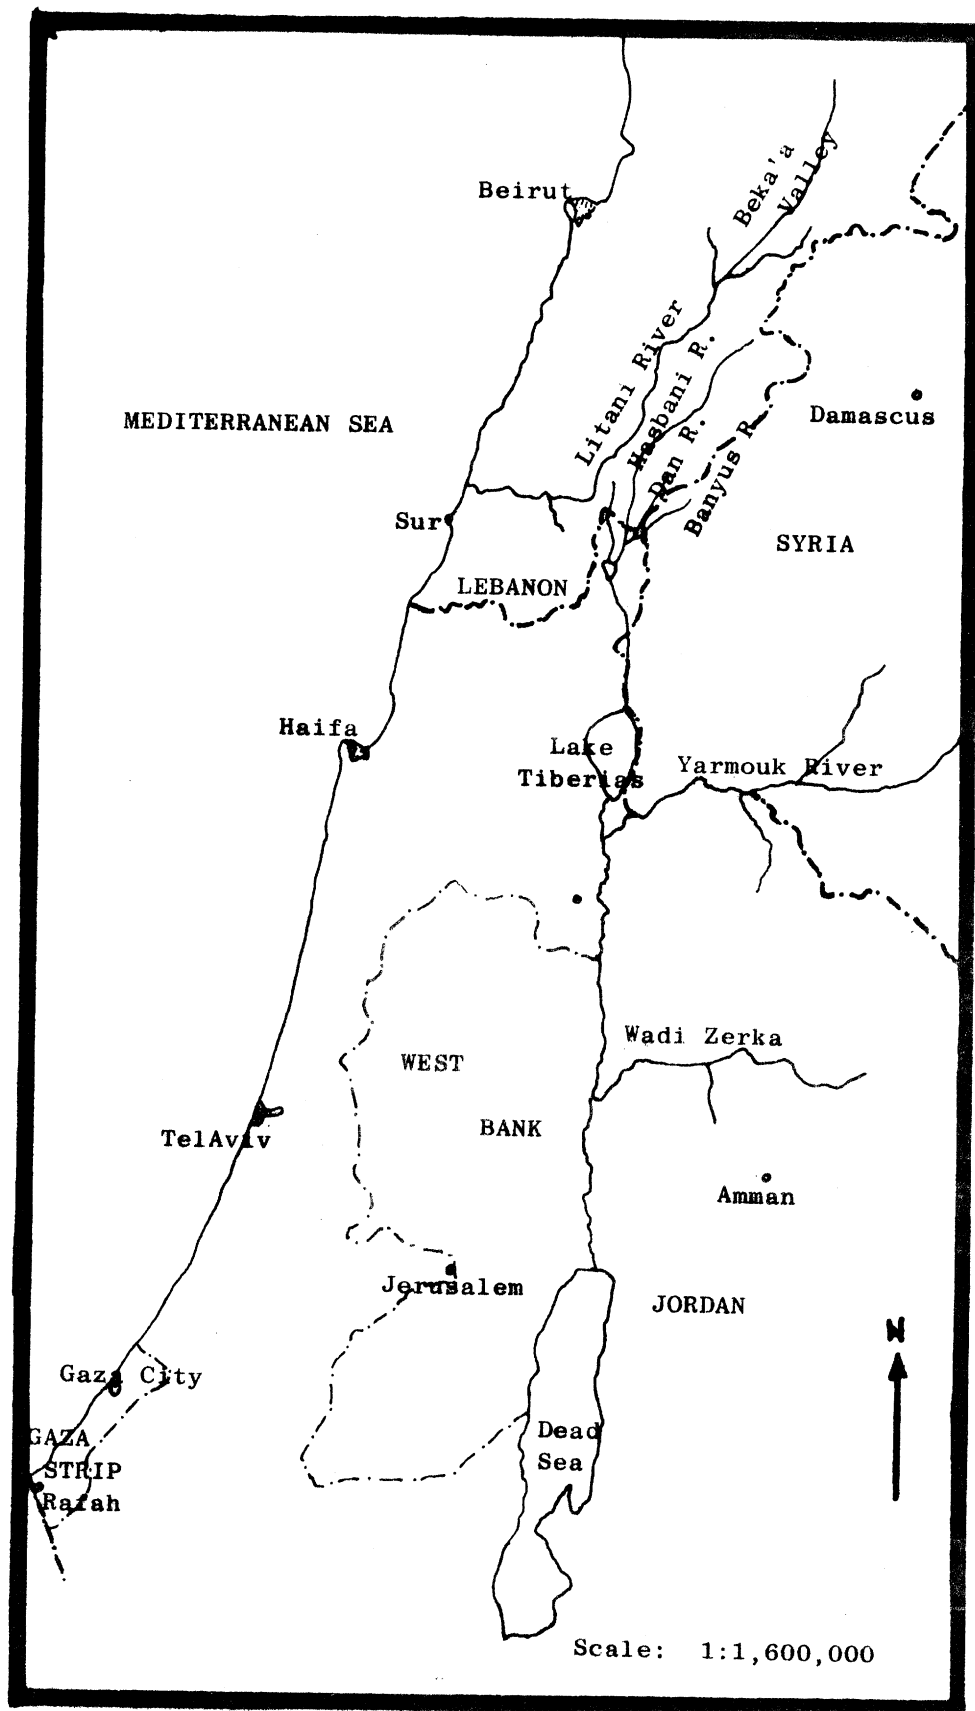 Beirut
Beka'a
Valley
Litani River
Hasbani R.
Dan R.
Banyus R
MEDITERRANEAN SEA
Damascus
Sur
SYRIA
LEBANON
Haifa
Lake
Tiberias
Yarmouk River
Wadi Zerka
WEST
BANK
TelAviv
Amman
Jerusalem
JORDAN
N
Gaza City
GAZA
STRIP
Rafah
Dead
Sea
Scale: 1:1,600,000